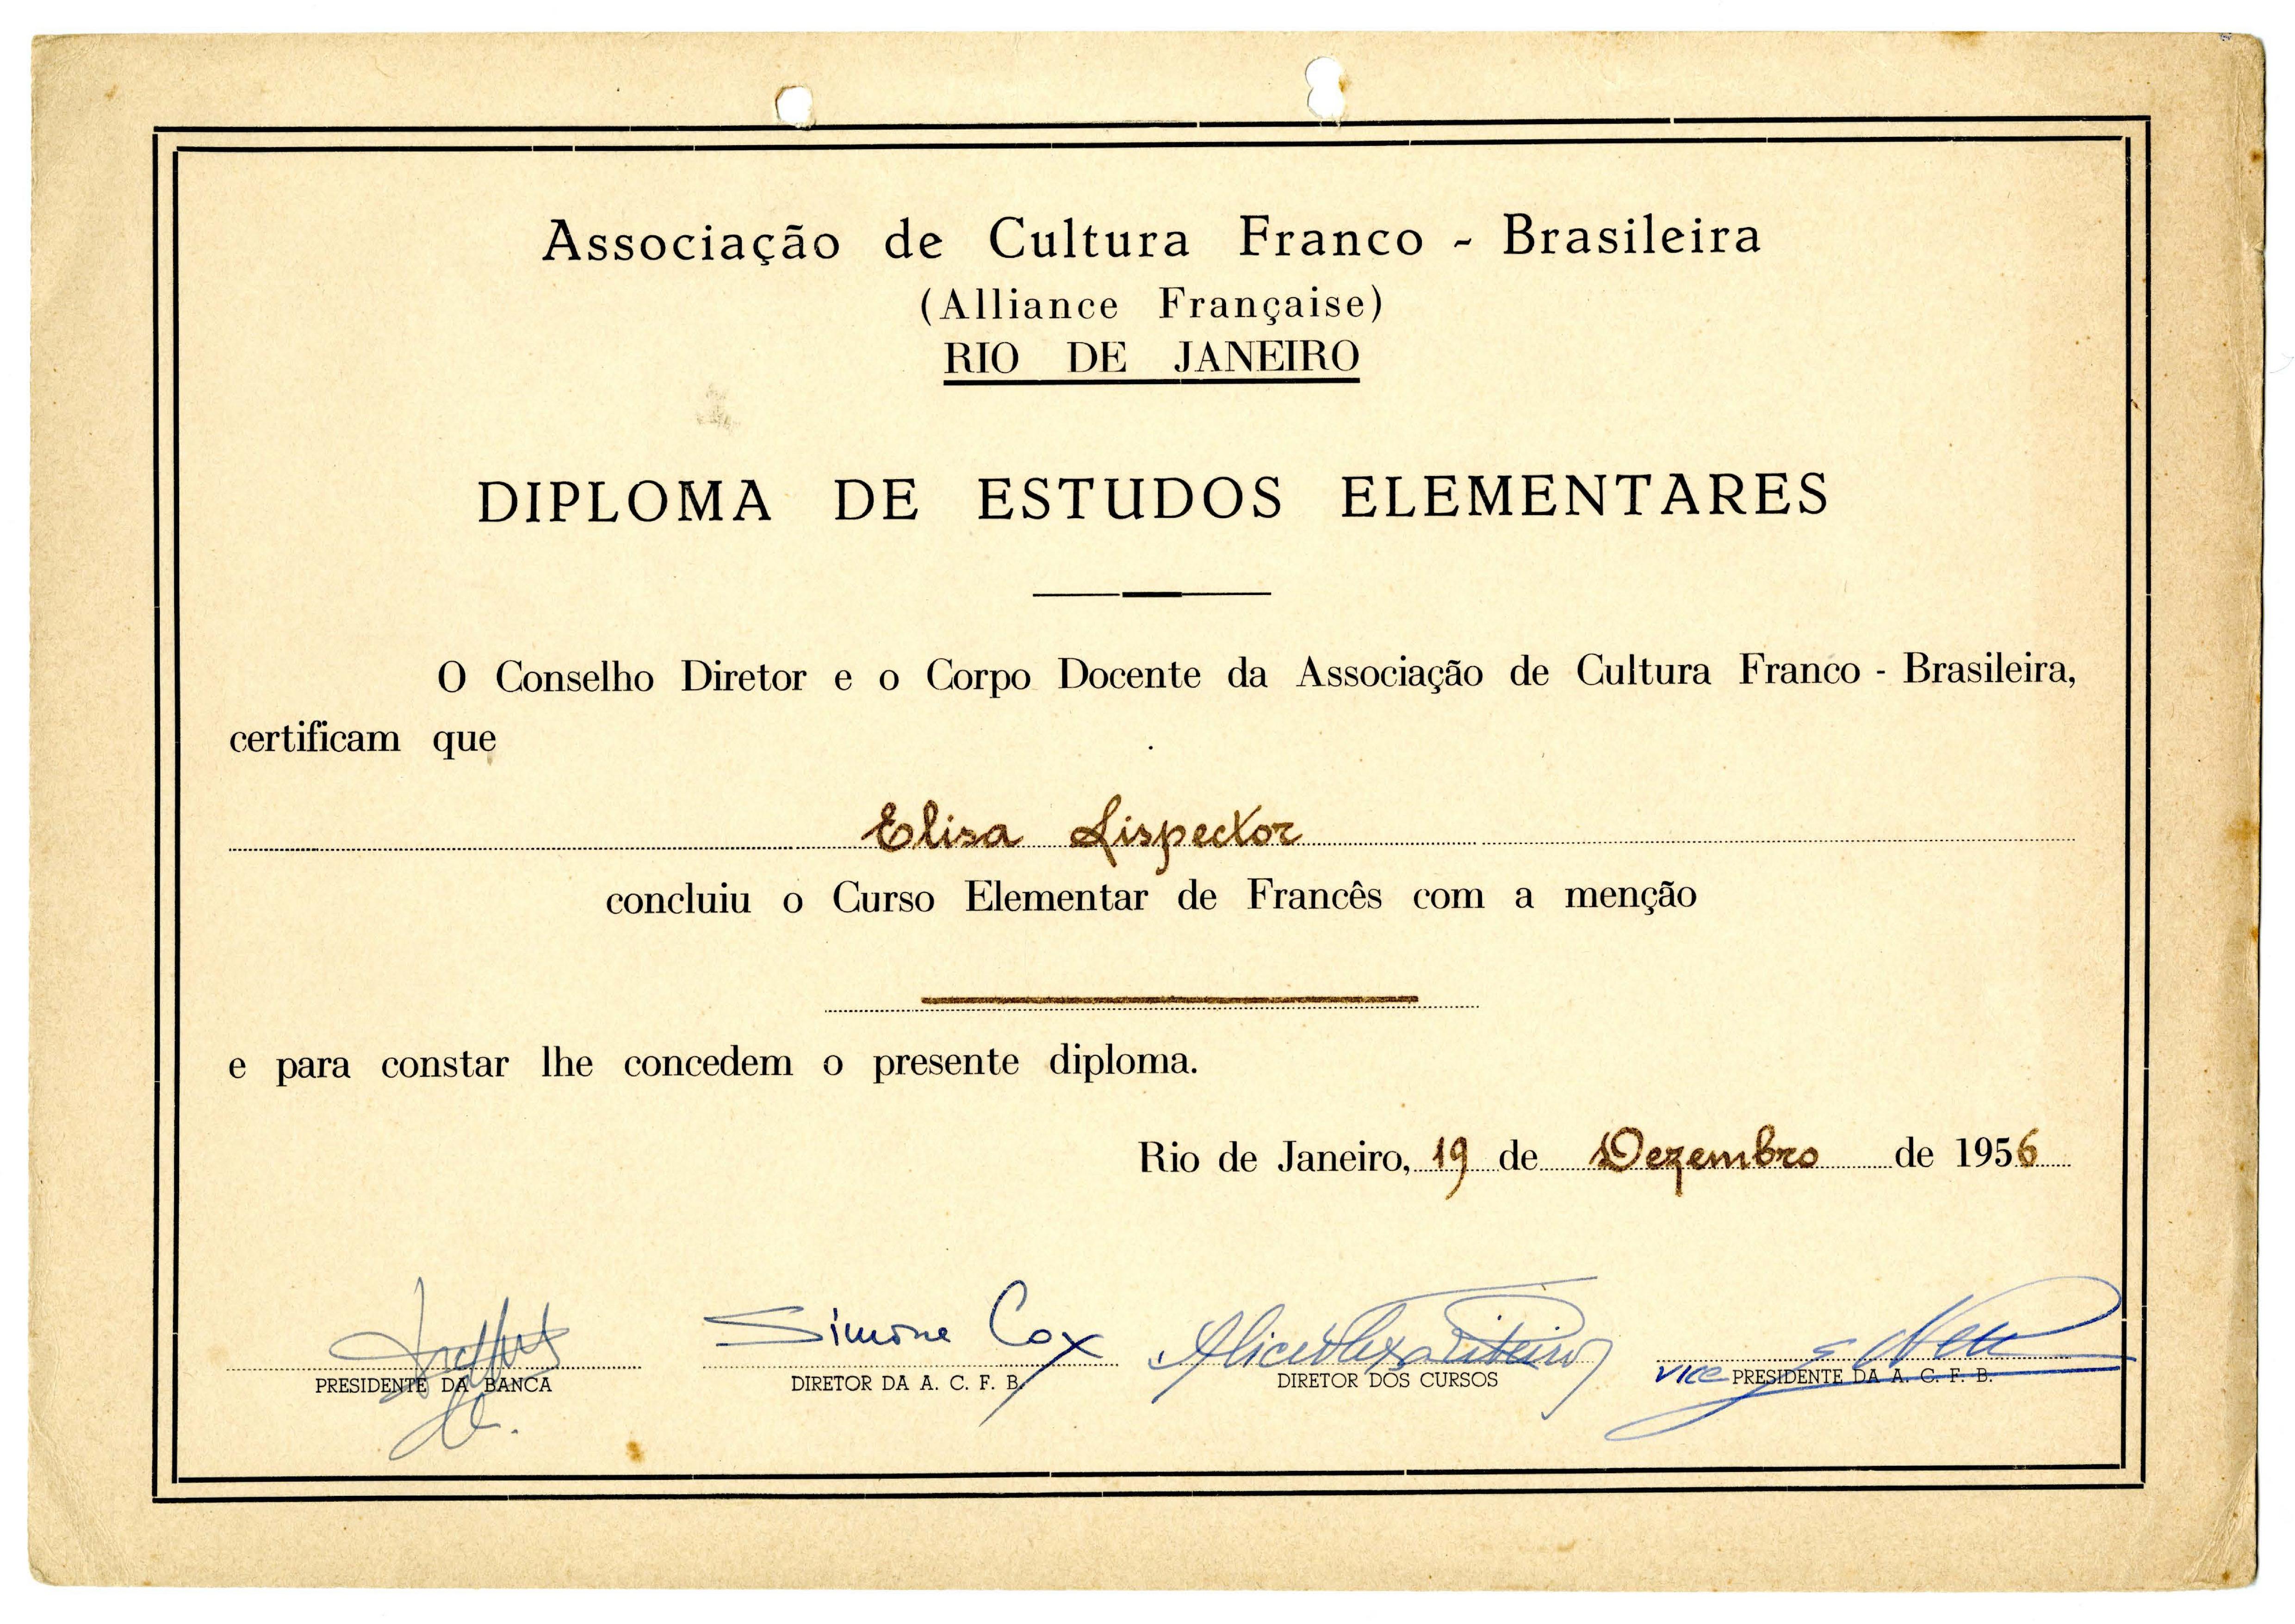 Associação de Cultura Franco - Brasileira
(Alliance Française)
RIO DE JANEIRO
DIPLOMA DE ESTUDOS ELEMENTARES
O Conselho Diretor e o Corpo Docente da Associação de Cultura Franco - Brasileira,
certificam que
Elisa Lispector
concluiu o Curso Elementar de Francês com a menção
e para constar lhe concedem o presente diploma.
Rio de Janeiro, 19 de Dezembro de 1956
Simone Cox
PRESIDENTE DA BANCA DIRETOR DA A. C. F. B. DIRETOR DOS CURSOS vice PRESIDENTE DA A. C. F. B.